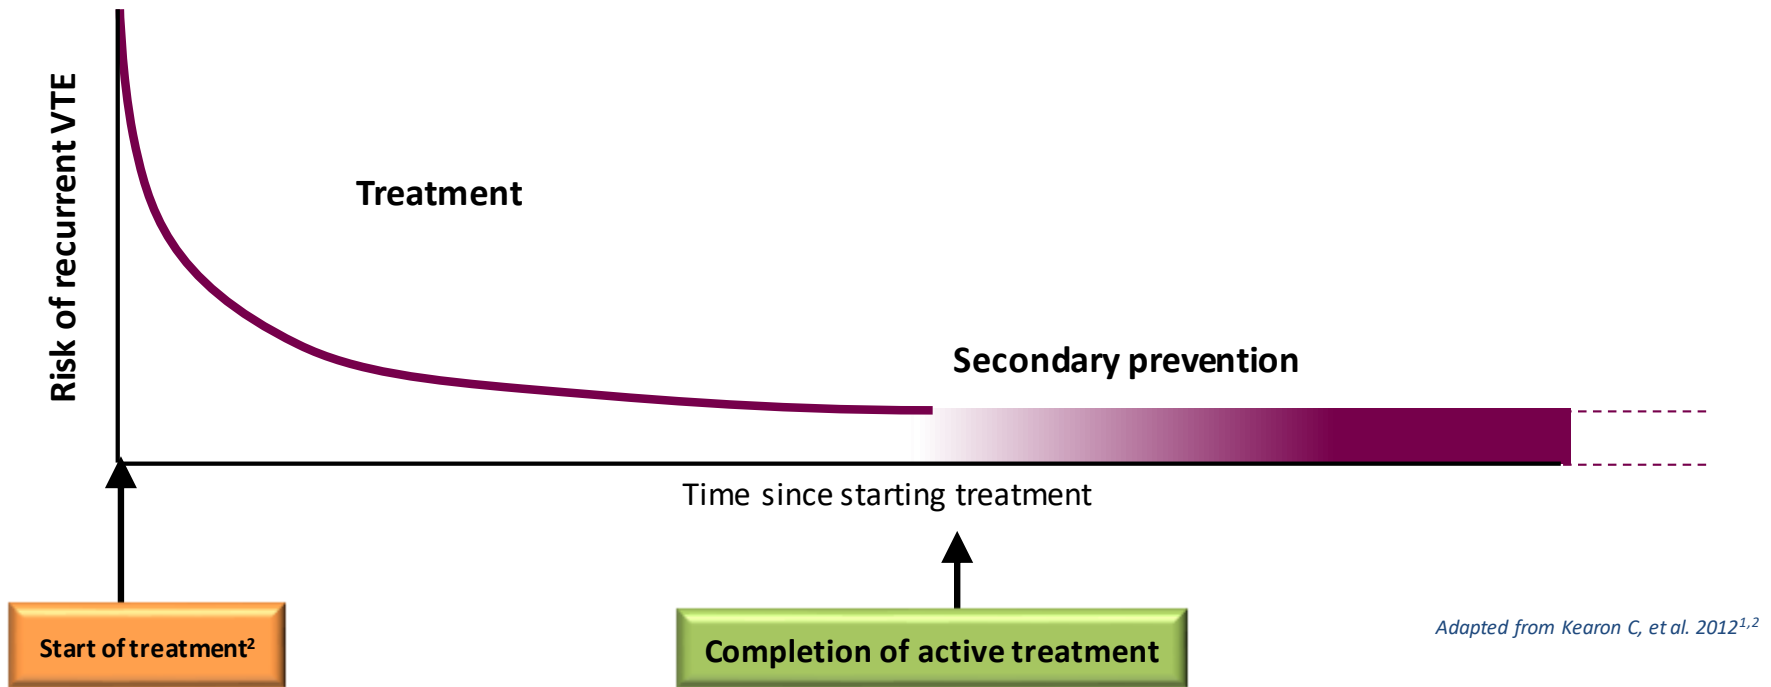 Risk of recurrent VTE
Treatment
Secondary prevention
Time since starting treatment
Start of treatment²
Completion of active treatment
Adapted from Kearon C, et al. 2012¹,²